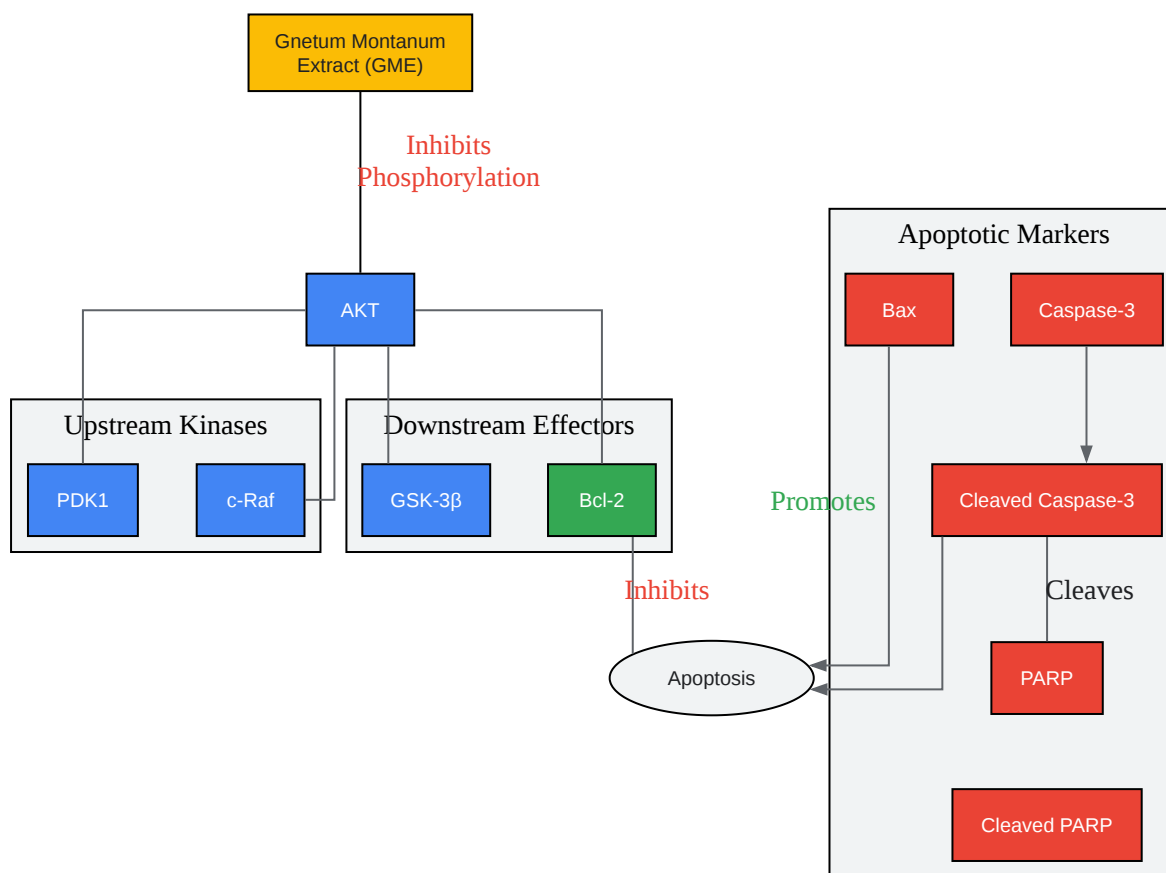 Gnetum Montanum
Extract (GME)
Inhibits
Phosphorylation
AKT
Upstream Kinases
PDK1
c-Raf
Downstream Effectors
GSK-3β
Bcl-2
Inhibits
Apoptosis
Promotes
Apoptotic Markers
Bax
Caspase-3
Cleaved Caspase-3
Cleaves
PARP
Cleaved PARP